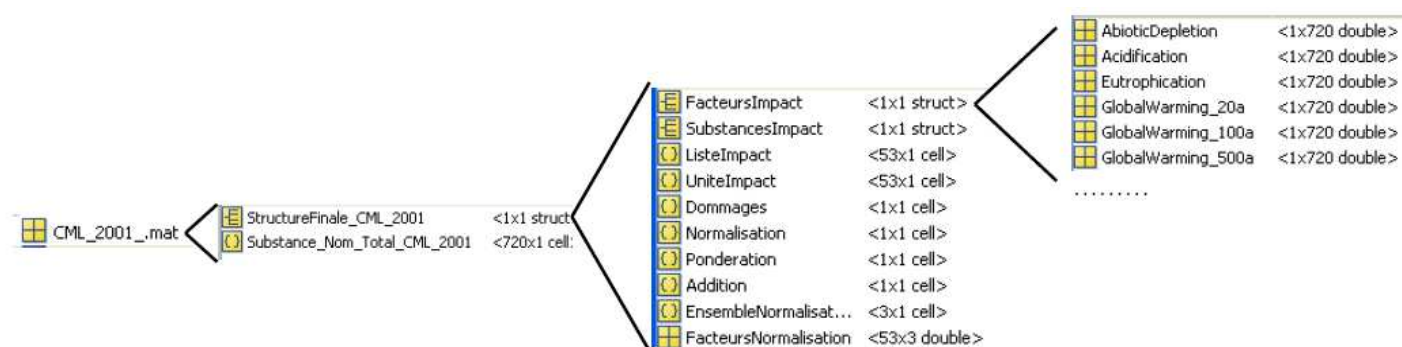 CML_2001_.mat
StructureFinale_CML_2001 <1x1 struct
Substance_Nom_Total_CML_2001 <720x1 cell:
FacteursImpact <1x1 struct>
SubstancesImpact <1x1 struct>
ListeImpact <53x1 cell>
UniteImpact <53x1 cell>
Dommages <1x1 cell>
Normalisation <1x1 cell>
Ponderation <1x1 cell>
Addition <1x1 cell>
EnsembleNormalisat... <3x1 cell>
FacteursNormalisation <53x3 double>
AbioticDepletion <1x720 double>
Acidification <1x720 double>
Eutrophication <1x720 double>
GlobalWarming_20a <1x720 double>
GlobalWarming_100a <1x720 double>
GlobalWarming_500a <1x720 double>
.........